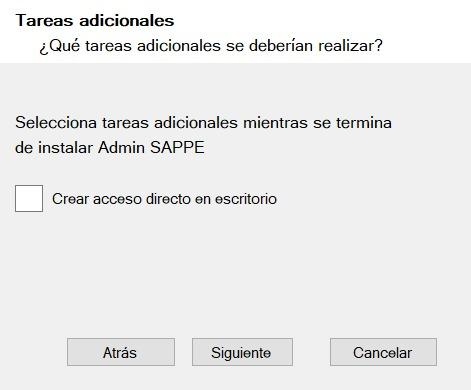 Tareas adicionales
¿Qué tareas adicionales se deberían realizar?
Selecciona tareas adicionales mientras se termina
de instalar Admin SAPPE
Crear acceso directo en escritorio
Atrás
Siguiente
Cancelar